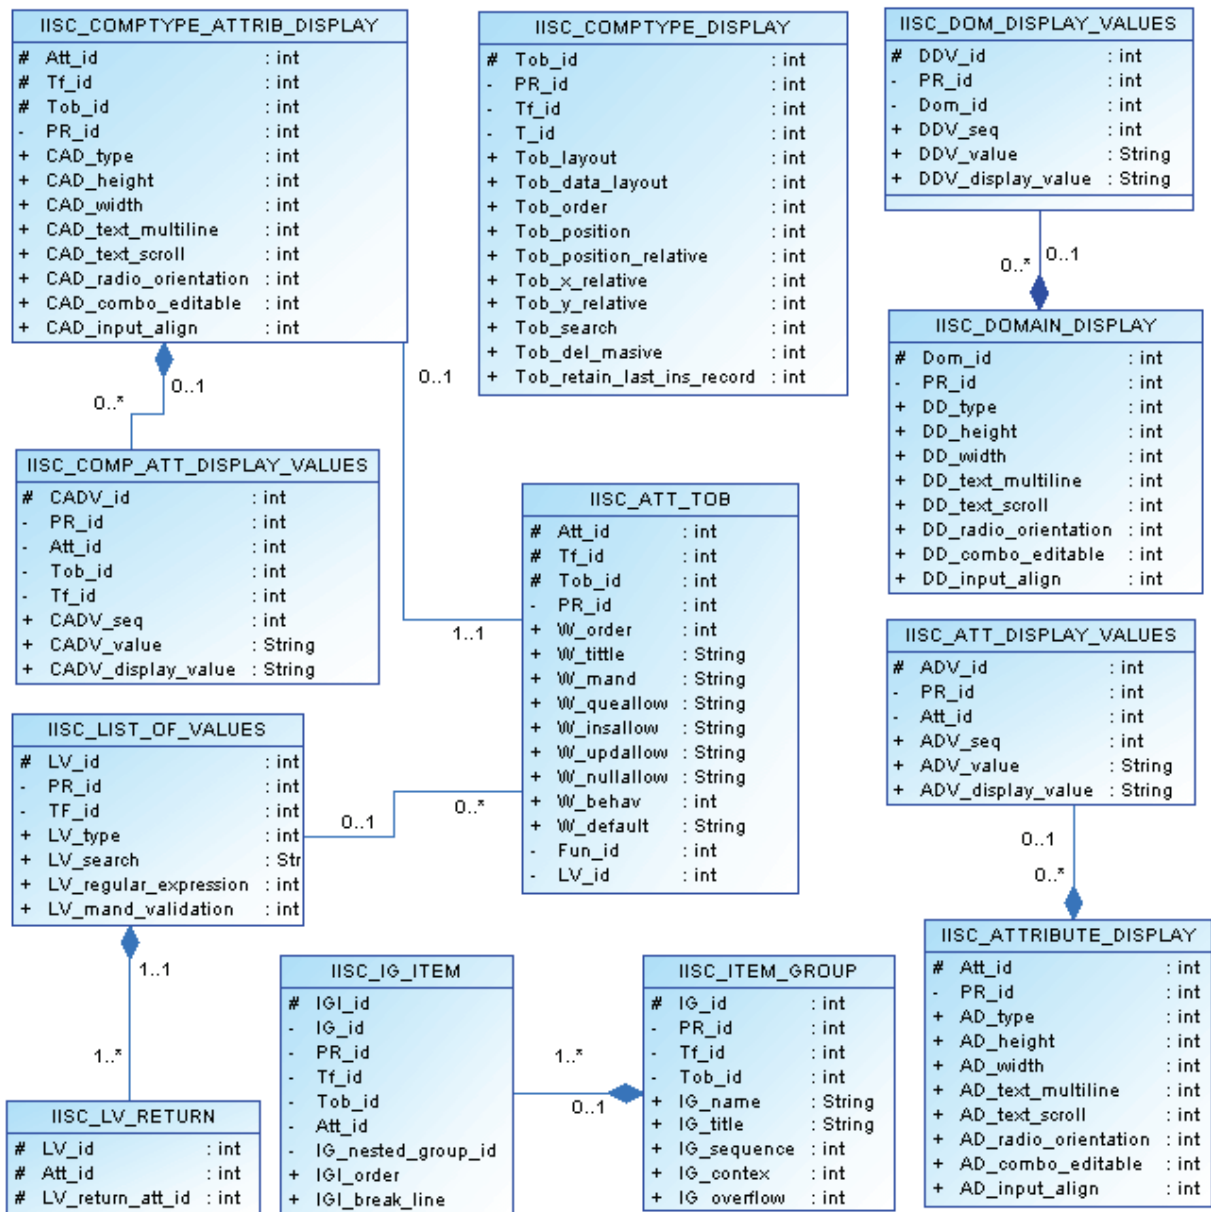 IISC_COMPTYPE_ATTRIB_DISPLAY
# Att_id : int
# Tf_id : int
# Tob_id : int
- PR_id : int
+ CAD_type : int
+ CAD_height : int
+ CAD_width : int
+ CAD_text_multiline : int
+ CAD_text_scroll : int
+ CAD_radio_orientation : int
+ CAD_combo_editable : int
+ CAD_input_align : int
IISC_COMPTYPE_DISPLAY
# Tob_id : int
- PR_id : int
- Tf_id : int
- T_id : int
+ Tob_layout : int
+ Tob_data_layout : int
+ Tob_order : int
+ Tob_position : int
+ Tob_position_relative : int
+ Tob_x_relative : int
+ Tob_y_relative : int
+ Tob_search : int
+ Tob_del_masive : int
+ Tob_retain_last_ins_record : int
IISC_DOM_DISPLAY_VALUES
# DDV_id : int
- PR_id : int
- Dom_id : int
+ DDV_seq : int
+ DDV_value : String
+ DDV_display_value : String
0..* 0..1
IISC_DOMAIN_DISPLAY
# Dom_id : int
- PR_id : int
+ DD_type : int
+ DD_height : int
+ DD_width : int
+ DD_text_multiline : int
+ DD_text_scroll : int
+ DD_radio_orientation : int
+ DD_combo_editable : int
+ DD_input_align : int
0..1
0..*
0..1
IISC_COMP_ATT_DISPLAY_VALUES
# CADV_id : int
- PR_id : int
- Att_id : int
- Tob_id : int
- Tf_id : int
+ CADV_seq : int
+ CADV_value : String
+ CADV_display_value : String
IISC_ATT_TOB
# Att_id : int
# Tf_id : int
# Tob_id : int
- PR_id : int
+ W_order : int
+ W_tittle : String
+ W_mand : String
+ W_queallow : String
+ W_insallow : String
+ W_updallow : String
+ W_nullallow : String
+ W_behav : int
+ W_default : String
- Fun_id : int
- LV_id : int
1..1
IISC_ATT_DISPLAY_VALUES
# ADV_id : int
- PR_id : int
- Att_id : int
+ ADV_seq : int
+ ADV_value : String
+ ADV_display_value : String
0..1
0..*
IISC_LIST_OF_VALUES
# LV_id : int
- PR_id : int
- TF_id : int
+ LV_type : int
+ LV_search : Str
+ LV_regular_expression : int
+ LV_mand_validation : int
0..1
0..*
1..1
1..*
IISC_LV_RETURN
# LV_id : int
# Att_id : int
# LV_return_att_id : int
IISC_IG_ITEM
# IGI_id
- IG_id
- PR_id
- Tf_id
- Tob_id
- Att_id
- IG_nested_group_id
+ IGI_order
+ IGI_break_line
1..*
0..1
IISC_ITEM_GROUP
# IG_id : int
- PR_id : int
- Tf_id : int
- Tob_id : int
+ IG_name : String
+ IG_title : String
+ IG_sequence : int
+ IG_contex : int
+ IG_overflow : int
IISC_ATTRIBUTE_DISPLAY
# Att_id : int
- PR_id : int
+ AD_type : int
+ AD_height : int
+ AD_width : int
+ AD_text_multiline : int
+ AD_text_scroll : int
+ AD_radio_orientation : int
+ AD_combo_editable : int
+ AD_input_align : int